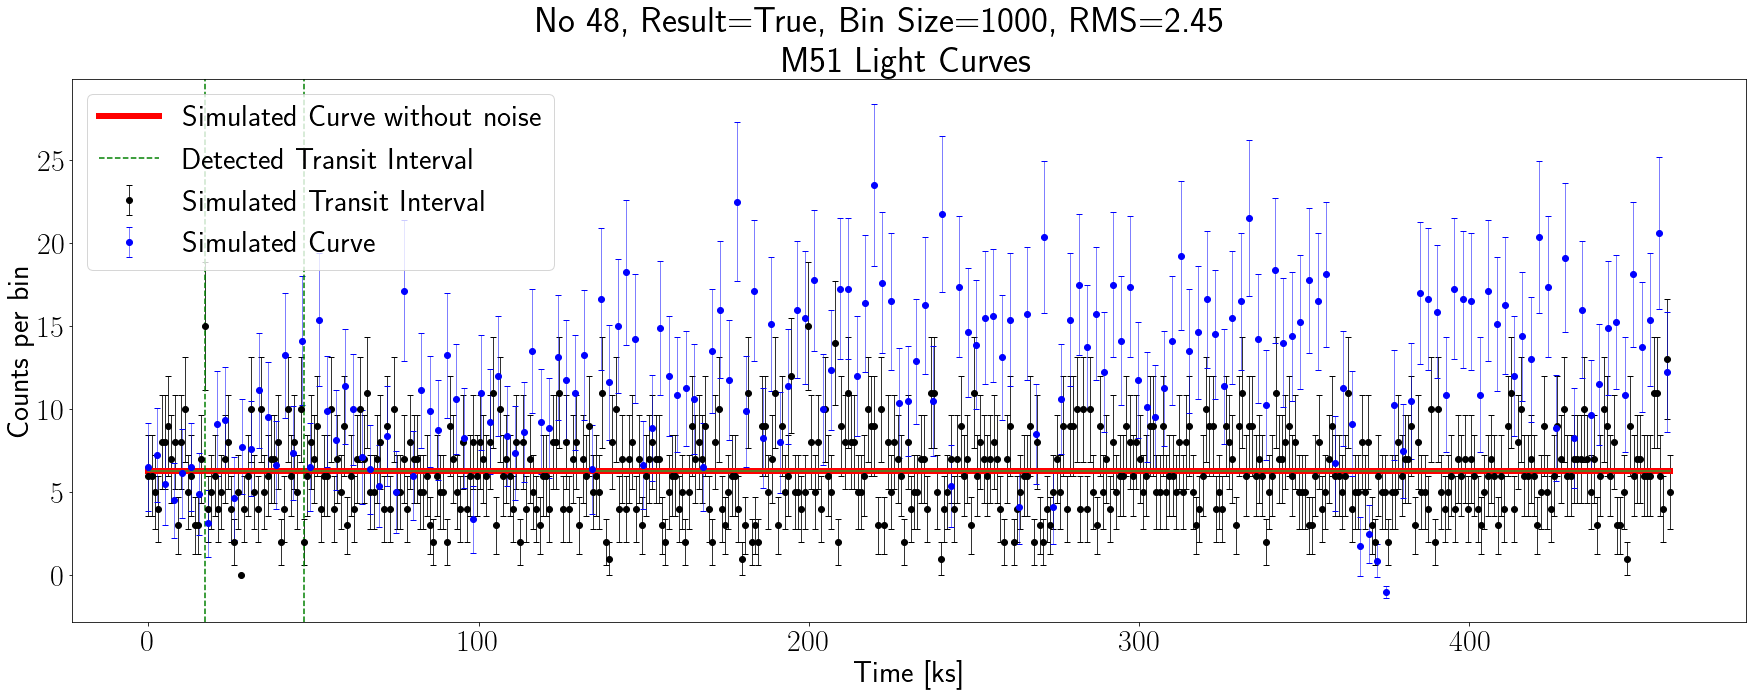 No 48, Result=True, Bin Size=1000, RMS=2.45
M51 Light Curves
Simulated Curve without noise
Detected Transit Interval
Simulated Transit Interval
Simulated Curve
Counts per bin
25
20
15
10
5
0
0 100 200 300 400
Time [ks]